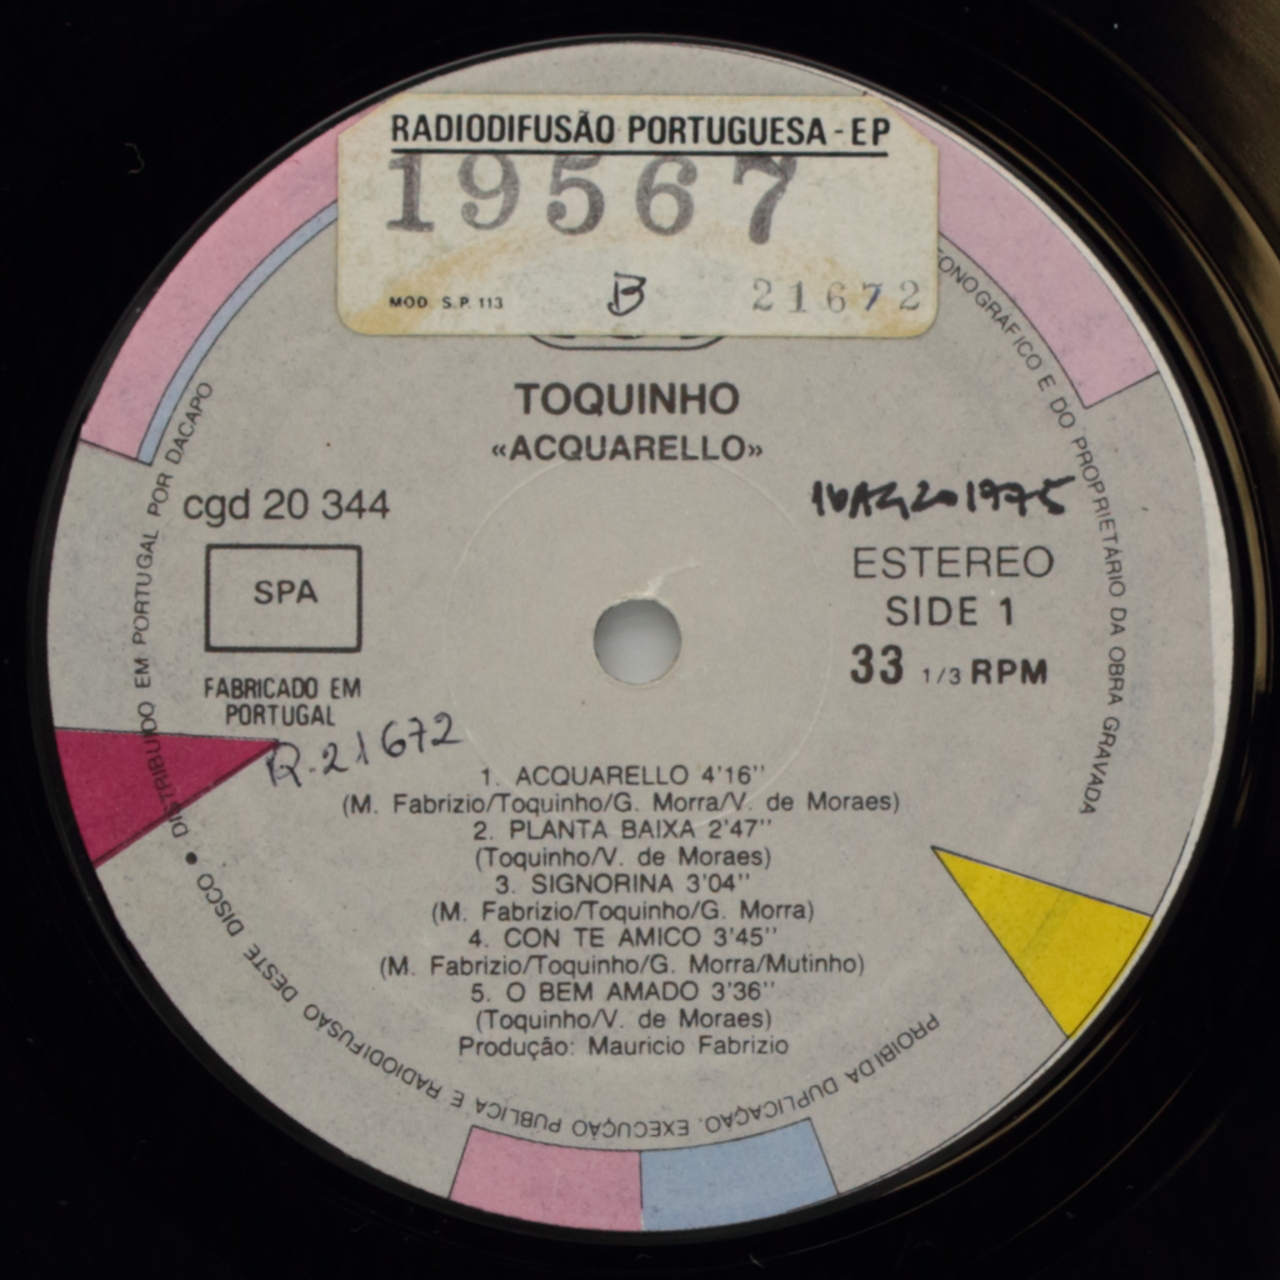 RADIODIFUSÃO PORTUGUESA - EP
19567
MOD. S.P. 113 B 21672
TOQUINHO
«ACQUARELLO»
cgd 20 344
SPA
FABRICADO EM
PORTUGAL
R.21672
ESTEREO
SIDE 1
33 1/3 RPM
1. ACQUARELLO 4'16''
(M. Fabrizio/Toquinho/G. Morra/V. de Moraes)
2. PLANTA BAIXA 2'47''
(Toquinho/V. de Moraes)
3. SIGNORINA 3'04''
(M. Fabrizio/Toquinho/G. Morra)
4. CON TE AMICO 3'45''
(M. Fabrizio/Toquinho/G. Morra/Mutinho)
5. O BEM AMADO 3'36''
(Toquinho/V. de Moraes)
Produção: Mauricio Fabrizio
FONOGRÁFICO E DO PROPRIETÁRIO DA OBRA GRAVADA
PROIBIDA DUPLICAÇAO, EXECUÇAO PUBLICA E RADIODIFUSAO DESTE DISCO • DISTRIBUIDO EM PORTUGAL POR DACAPO